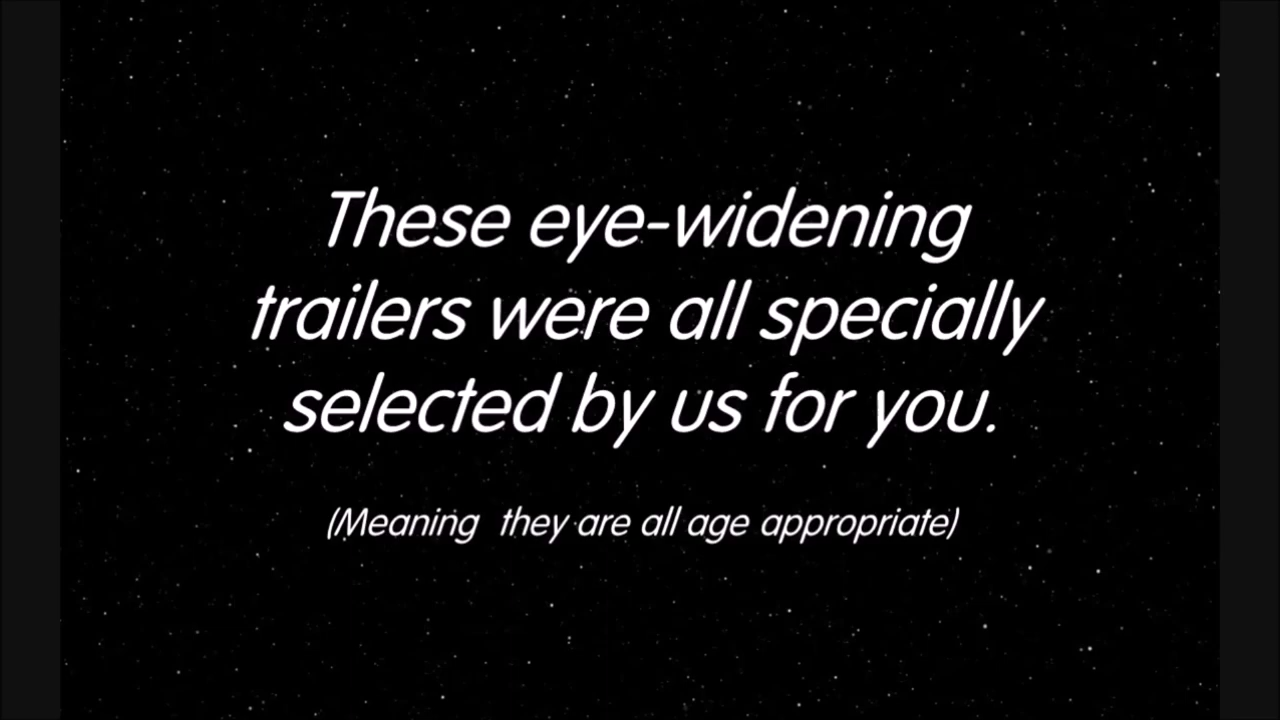 These eye-widening
trailers were all specially
selected by us for you.
(Meaning they are all age appropriate)